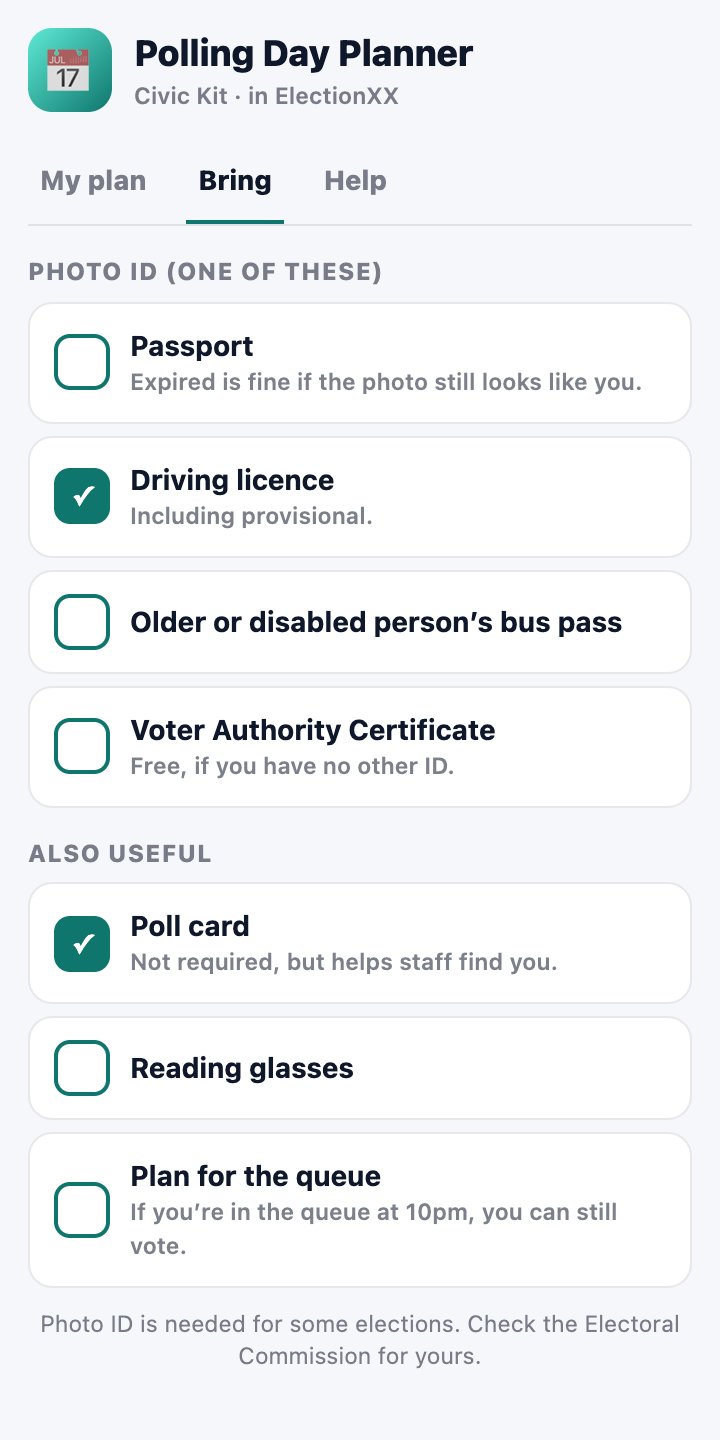 JUL
17
Polling Day Planner
Civic Kit · in ElectionXX
My plan Bring Help
PHOTO ID (ONE OF THESE)
Passport
Expired is fine if the photo still looks like you.
Driving licence
Including provisional.
Older or disabled person’s bus pass
Voter Authority Certificate
Free, if you have no other ID.
ALSO USEFUL
Poll card
Not required, but helps staff find you.
Reading glasses
Plan for the queue
If you’re in the queue at 10pm, you can still
vote.
Photo ID is needed for some elections. Check the Electoral
Commission for yours.